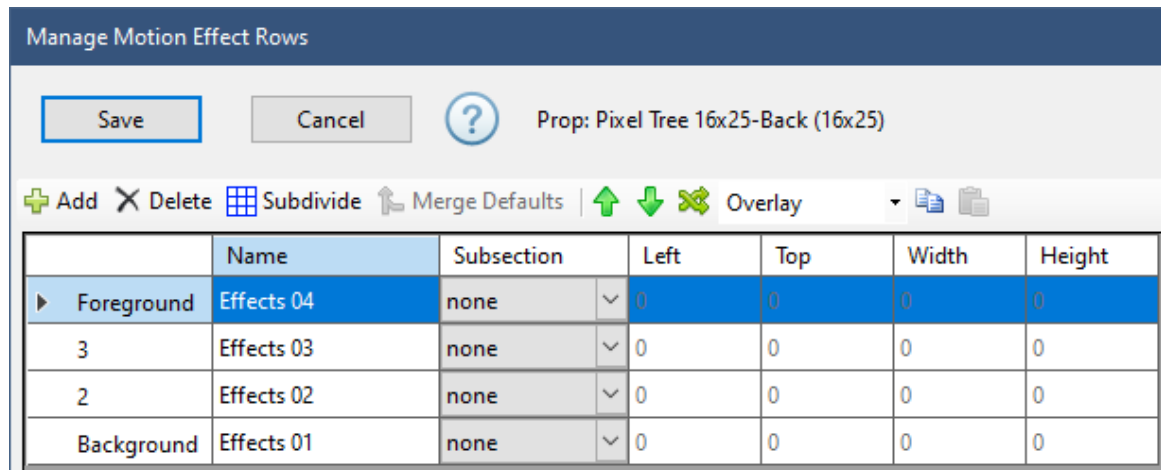 Manage Motion Effect Rows
Save Cancel ? Prop: Pixel Tree 16x25-Back (16x25)
Add Delete Subdivide Merge Defaults Overlay
Name Subsection Left Top Width Height
Foreground Effects 04 none 0 0 0 0
3 Effects 03 none 0 0 0 0
2 Effects 02 none 0 0 0 0
Background Effects 01 none 0 0 0 0